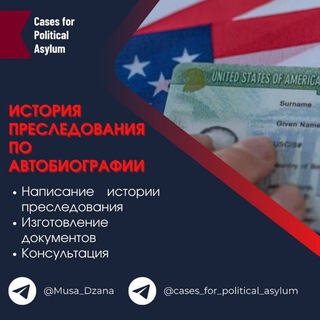 Cases for
Political
Asylum
UNITED STATES OF AMERICA
Surname
Given Name
USCIS#
ИСТОРИЯ
ПРЕСЛЕДОВАНИЯ
ПО
АВТОБИОГРАФИИ
• Написание истории
преследования
• Изготовление
документов
• Консультация
@Musa_Dzana
@cases_for_political_asylum